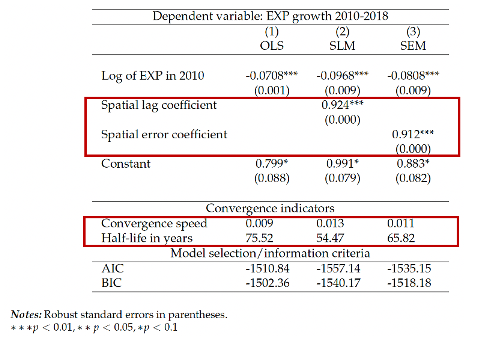 Dependent variable: EXP growth 2010-2018
(1) (2) (3)
OLS SLM SEM
Log of EXP in 2010 -0.0708*** -0.0968*** -0.0808***
(0.001) (0.009) (0.009)
Spatial lag coefficient 0.924***
(0.000)
Spatial error coefficient 0.912***
(0.000)
Constant 0.799* 0.991* 0.883*
(0.088) (0.079) (0.082)
Convergence indicators
Convergence speed 0.009 0.013 0.011
Half-life in years 75.52 54.47 65.82
Model selection/information criteria
AIC -1510.84 -1557.14 -1535.15
BIC -1502.36 -1540.17 -1518.18
Notes: Robust standard errors in parentheses.
∗ ∗ ∗p < 0.01, ∗ ∗ p < 0.05, ∗p < 0.1